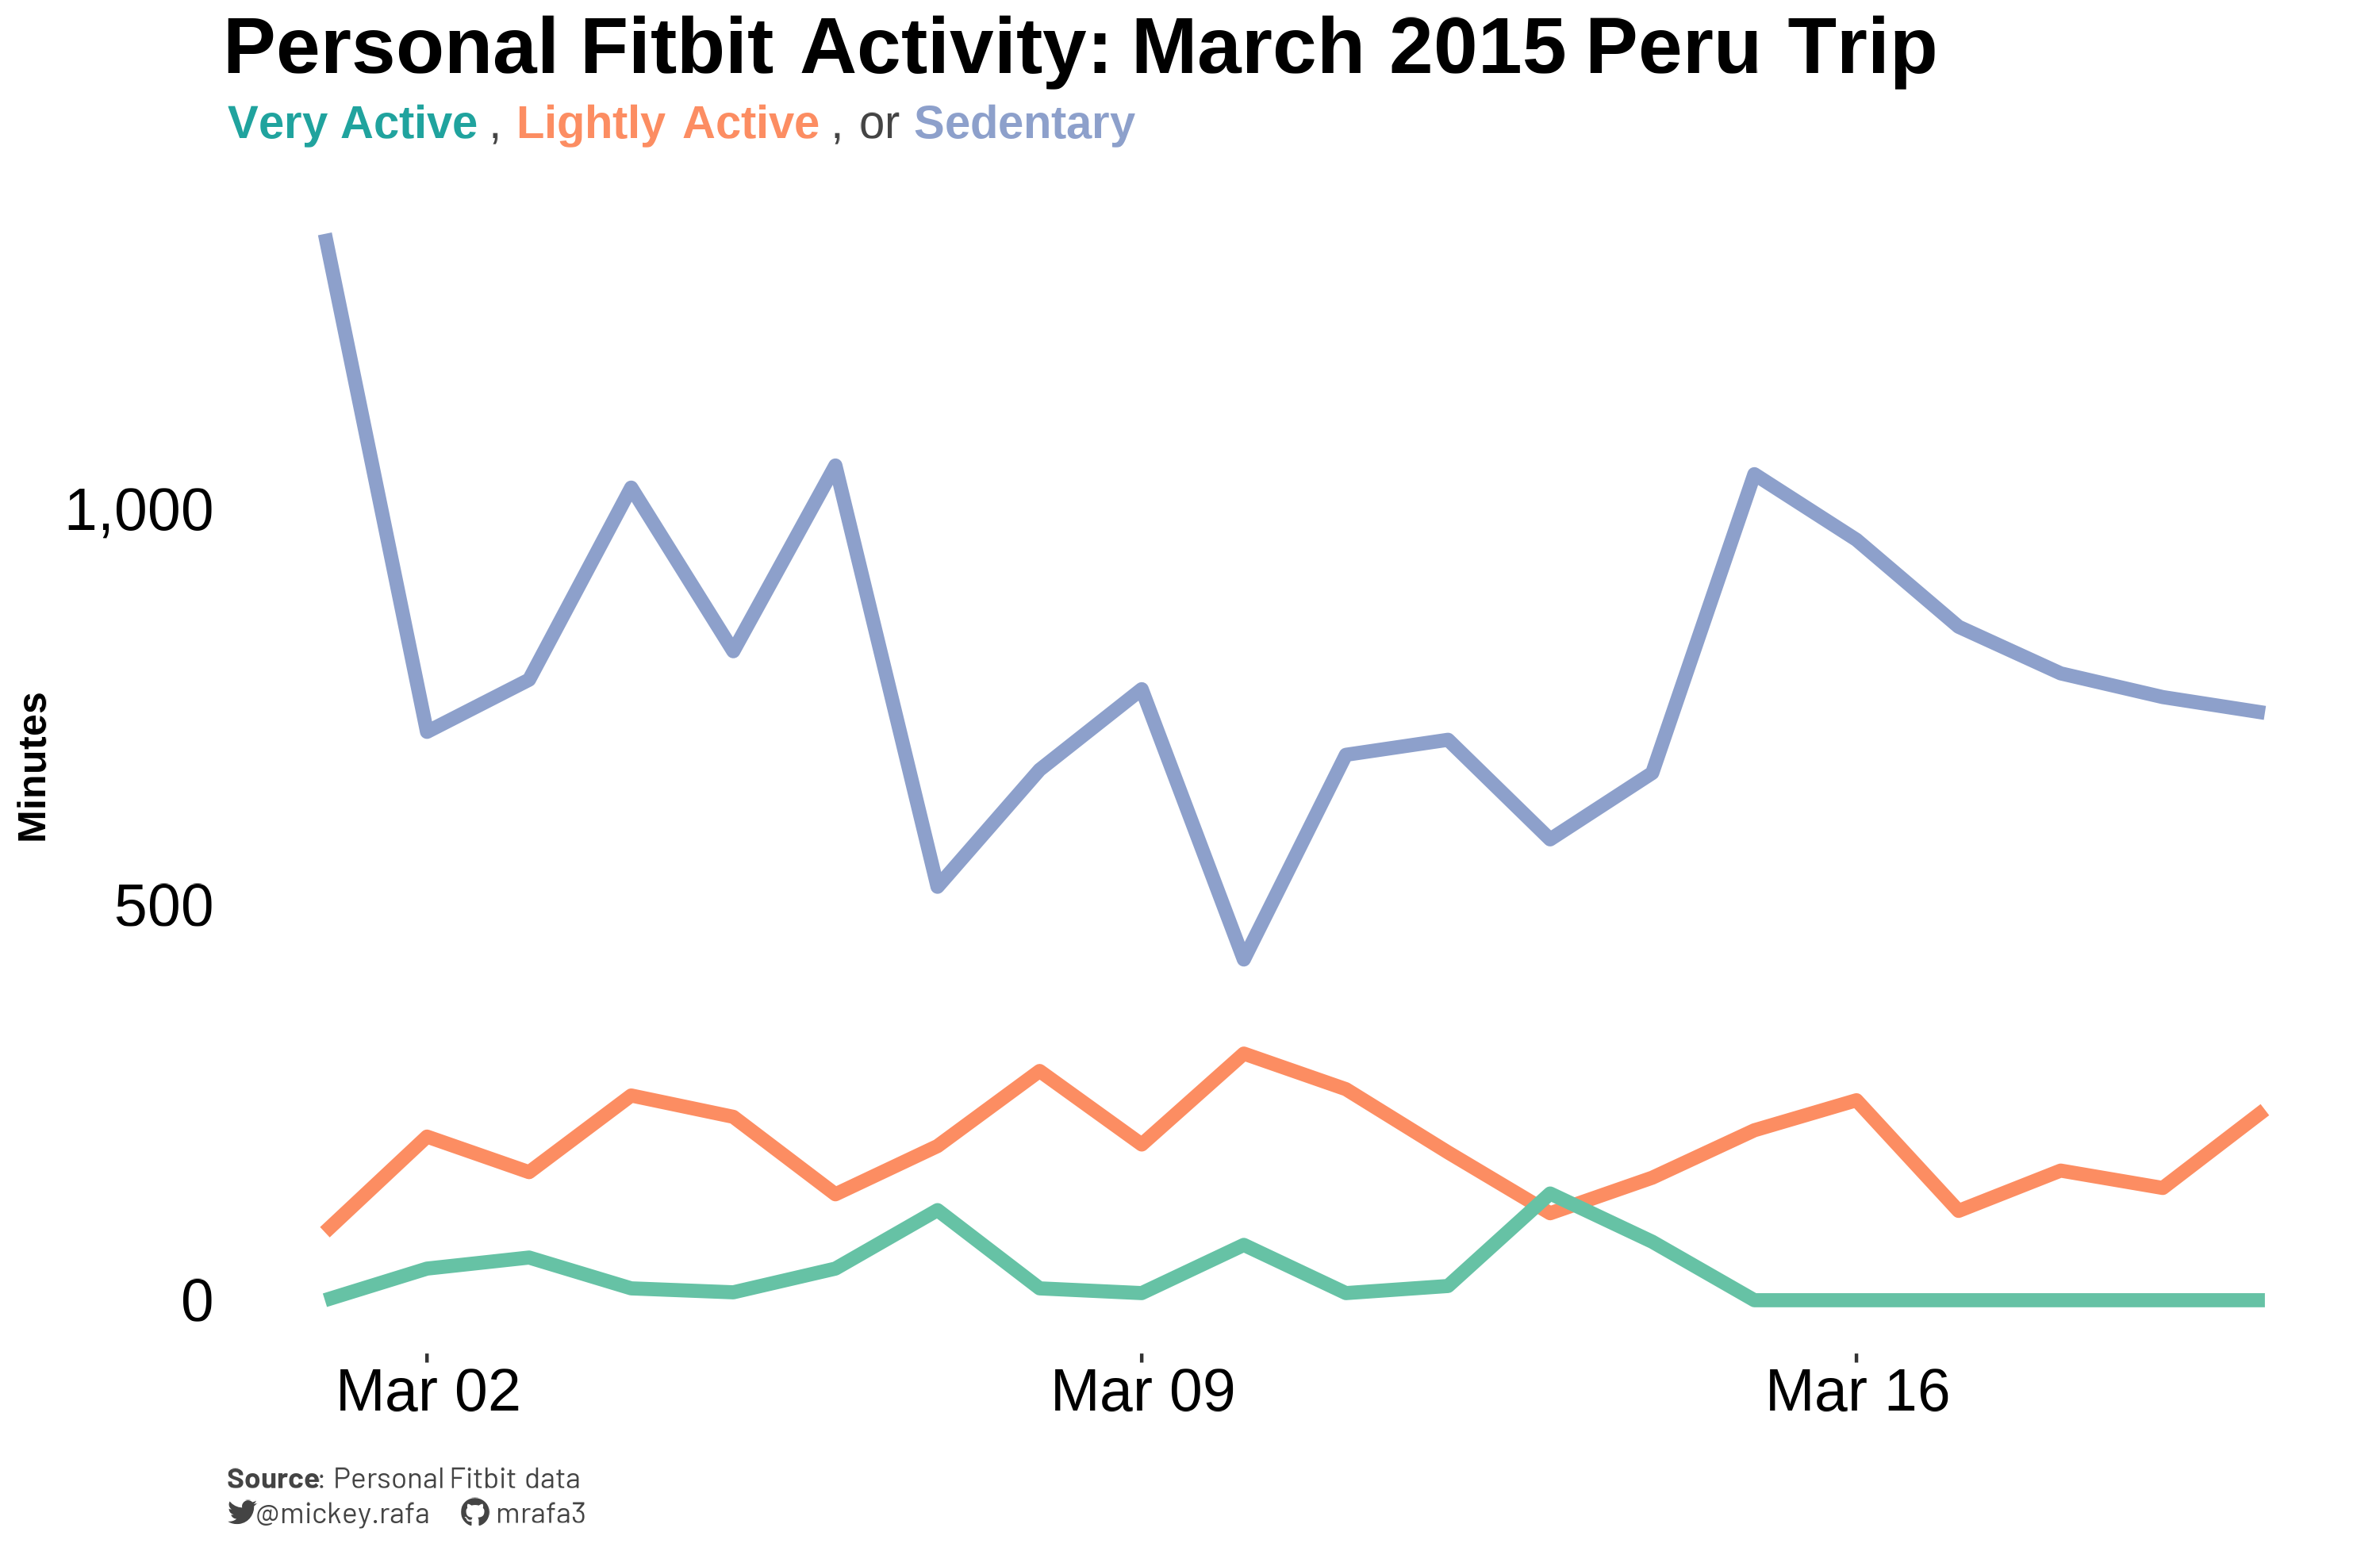 Personal Fitbit Activity: March 2015 Peru Trip
Very Active , Lightly Active , or Sedentary
1,000
Minutes
500
0
Mar 02
Mar 09
Mar 16
Source: Personal Fitbit data
@mickey.rafa mrafa3